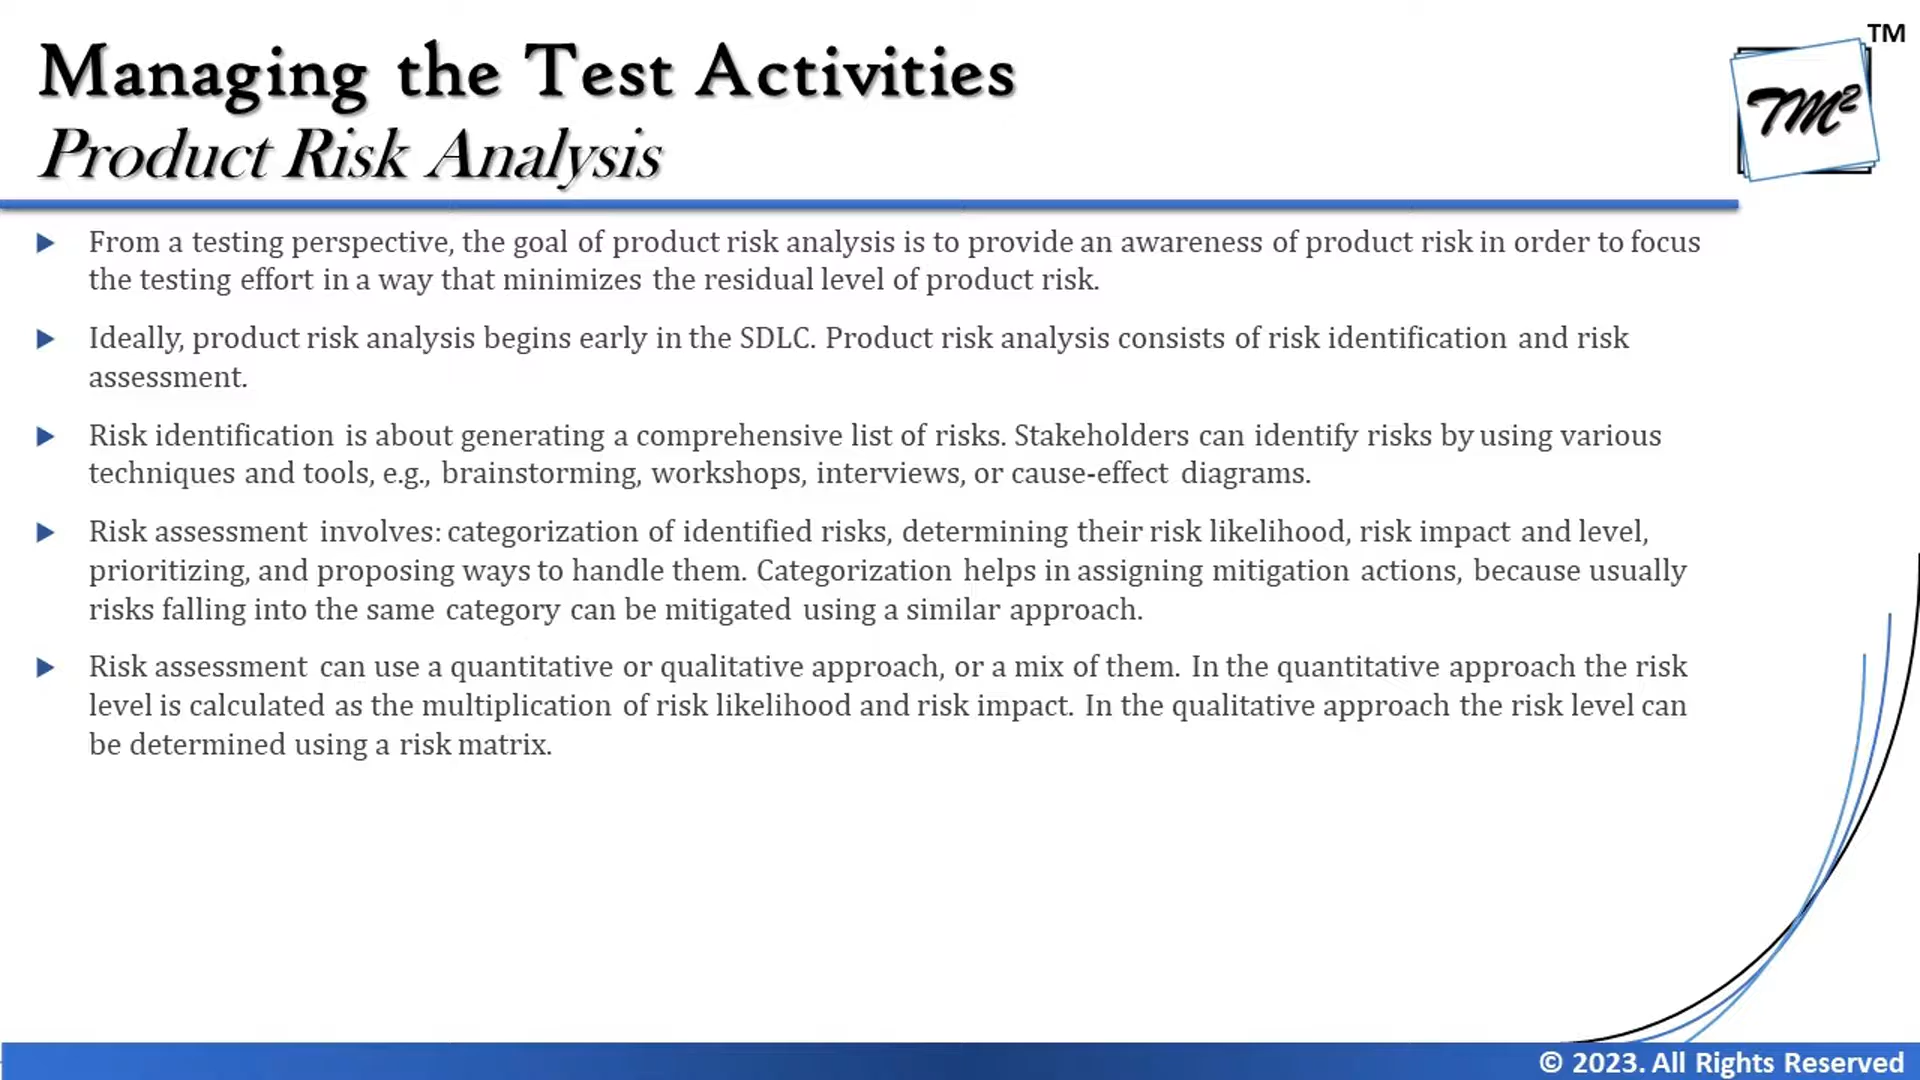 Managing the Test Activities
TM
TM²
Product Risk Analysis
From a testing perspective, the goal of product risk analysis is to provide an awareness of product risk in order to focus
the testing effort in a way that minimizes the residual level of product risk.
Ideally, product risk analysis begins early in the SDLC. Product risk analysis consists of risk identification and risk
assessment.
Risk identification is about generating a comprehensive list of risks. Stakeholders can identify risks by using various
techniques and tools, e.g., brainstorming, workshops, interviews, or cause-effect diagrams.
Risk assessment involves: categorization of identified risks, determining their risk likelihood, risk impact and level,
prioritizing, and proposing ways to handle them. Categorization helps in assigning mitigation actions, because usually
risks falling into the same category can be mitigated using a similar approach.
Risk assessment can use a quantitative or qualitative approach, or a mix of them. In the quantitative approach the risk
level is calculated as the multiplication of risk likelihood and risk impact. In the qualitative approach the risk level can
be determined using a risk matrix.
© 2023. All Rights Reserved